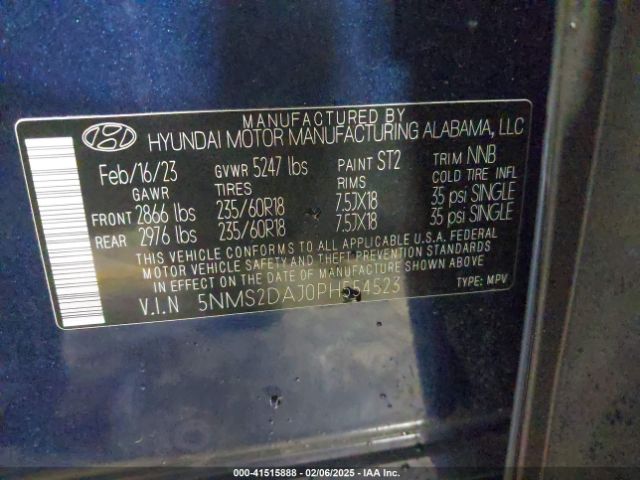 MANUFACTURED BY
HYUNDAI MOTOR MANUFACTURING ALABAMA, LLC
Feb/16/23 GVWR 5247 lbs PAINT ST2 TRIM NNB
GAWR TIRES RIMS COLD TIRE INFL
FRONT 2866 lbs 235/60R18 7.5JX18 35 psi SINGLE
REAR 2976 lbs 235/60R18 7.5JX18 35 psi SINGLE
THIS VEHICLE CONFORMS TO ALL APPLICABLE U.S.A. FEDERAL
MOTOR VEHICLE SAFETY AND THEFT PREVENTION STANDARDS
IN EFFECT ON THE DATE OF MANUFACTURE SHOWN ABOVE
V.I.N TYPE: MPV
000-41515888 - 02/06/2025 - IAA Inc.